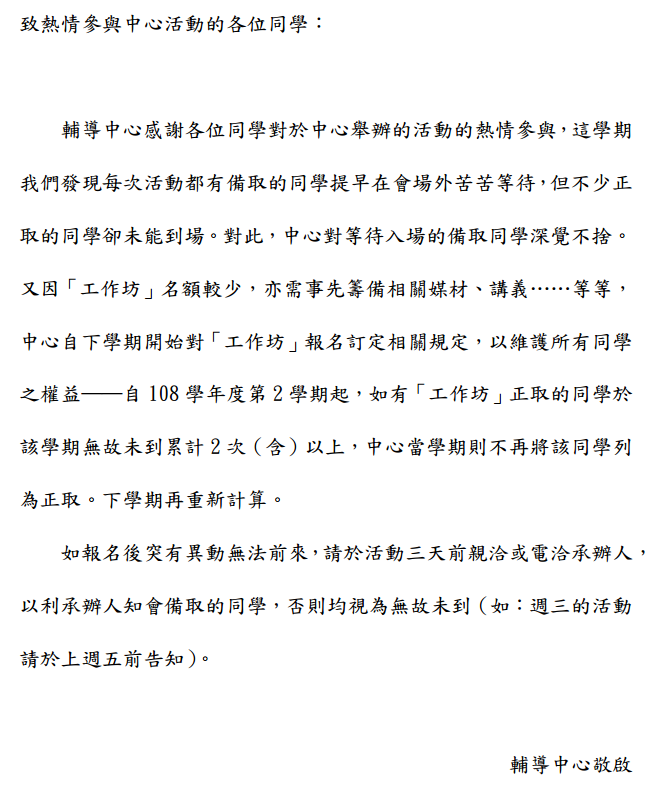 致熱情參與中心活動的各位同學：
輔導中心感謝各位同學對於中心舉辦的活動的熱情參與，這學期
我們發現每次活動都有備取的同學提早在會場外苦苦等待，但不少正
取的同學卻未能到場。對此，中心對等待入場的備取同學深覺不捨。
又因「工作坊」名額較少，亦需事先籌備相關媒材、講義……等等，
中心自下學期開始對「工作坊」報名訂定相關規定，以維護所有同學
之權益——自 108 學年度第 2 學期起，如有「工作坊」正取的同學於
該學期無故未到累計 2 次（含）以上，中心當學期則不再將該同學列
為正取。下學期再重新計算。
如報名後突有異動無法前來，請於活動三天前親洽或電洽承辦人，
以利承辦人知會備取的同學，否則均視為無故未到（如：週三的活動
請於上週五前告知）。
輔導中心敬啟